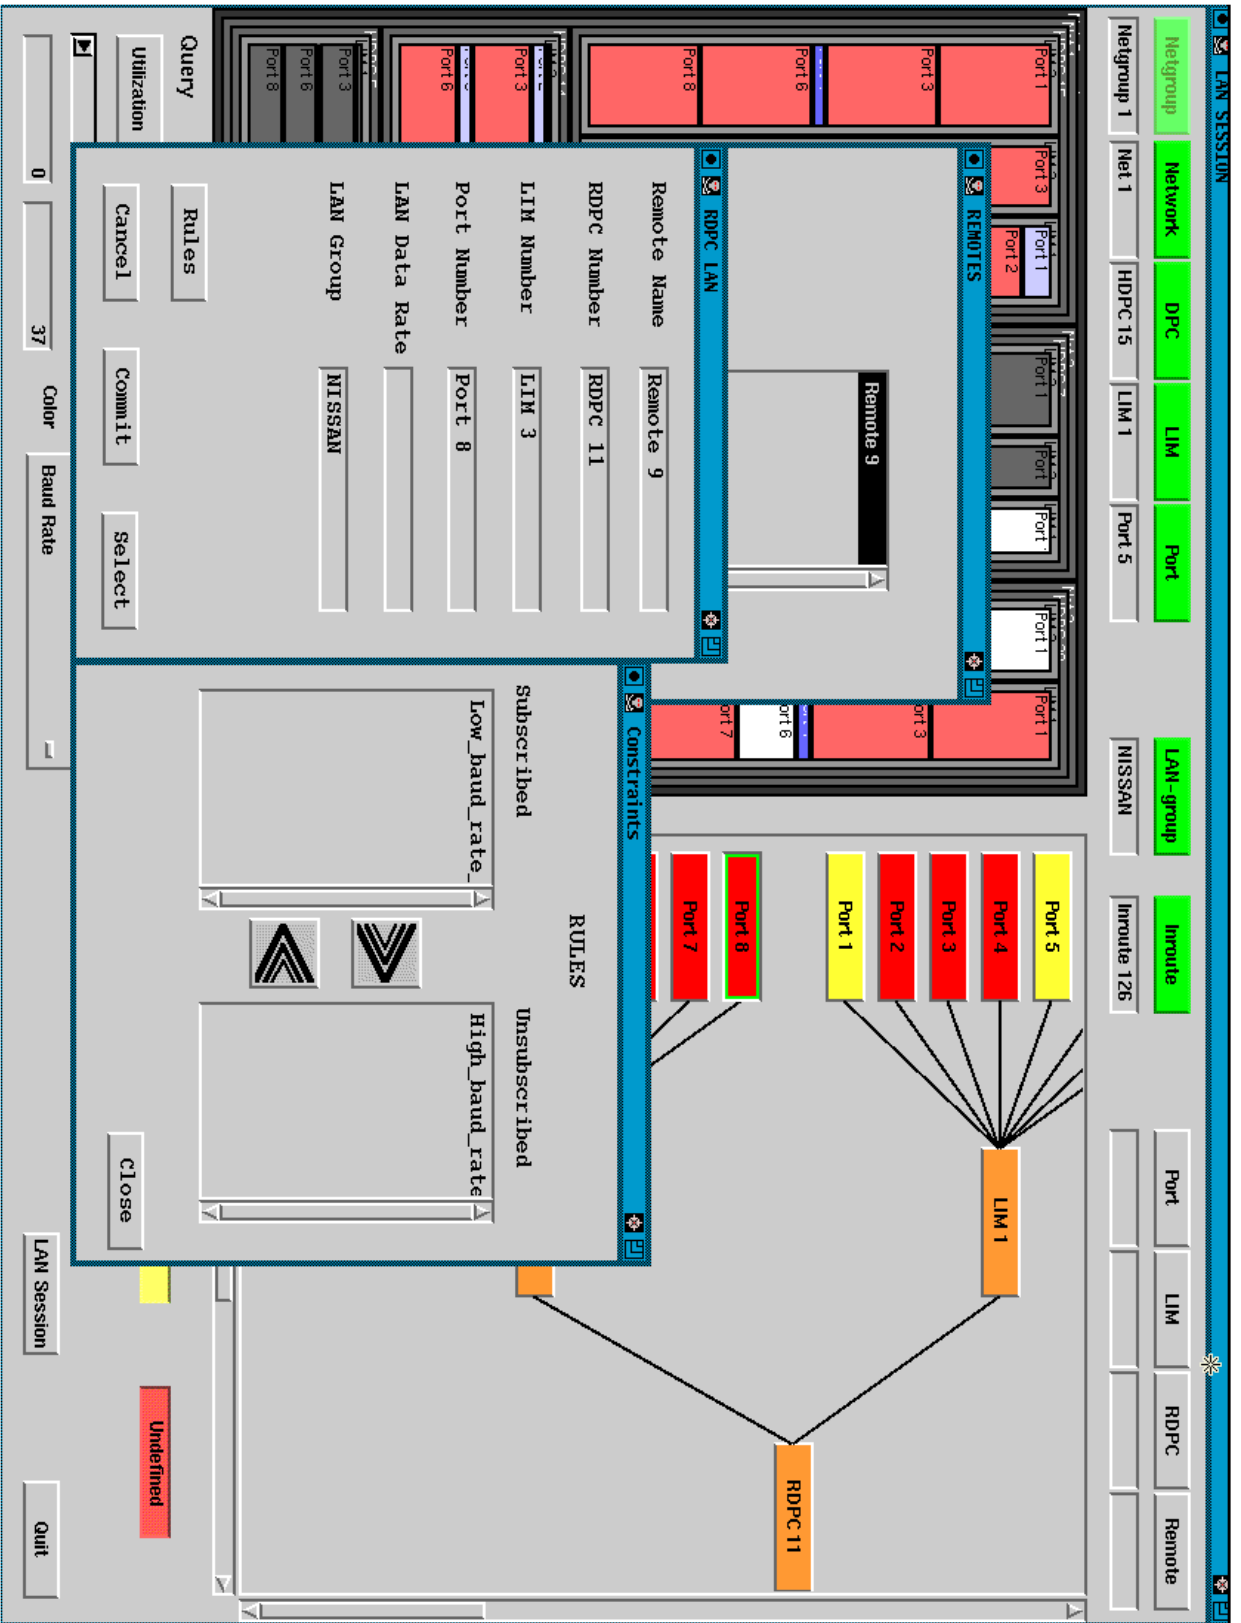 LAN SESSION
Netgroup Network DPC LIM Port LAN-group Inroute Port LIM RDPC Remote
Netgroup 1 Net 1 HDPC 15 LIM 1 Port 5 NISSAN Inroute 126
Port 1
Port 3
Port 6
Port 8
Port 3
Port 1
Port 2
Port 1
Port
Port
Port 1
Port 1
ort 3
ort 6
ort 7
Port 3
Port 6
Port 3
Port 6
Port 8
Port 5
Port 4
Port 3
Port 2
Port 1
Port 8
Port 7
LIM 1
RDPC 11
REMOTES
Remote 9
RDPC LAN
Remote Name Remote 9
RDPC Number RDPC 11
LIM Number LIM 3
Port Number Port 8
LAN Data Rate
LAN Group NISSAN
Rules
Cancel Commit Select
Constraints
RULES
Subscribed Unsubscribed
Low_baud_rate_ High_baud_rate
Close
Query
Utilization
Undefined
0 37 Color Baud Rate LAN Session Quit